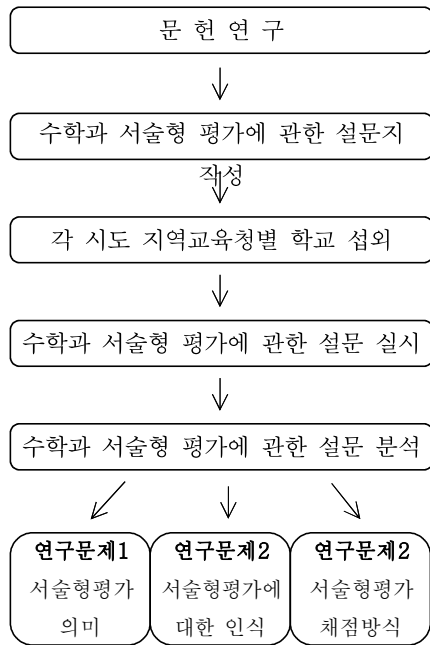 문 헌 연 구
수학과 서술형 평가에 관한 설문지
작성
각 시도 지역교육청별 학교 섭외
수학과 서술형 평가에 관한 설문 실시
수학과 서술형 평가에 관한 설문 분석
연구문제1
서술형평가
의미
연구문제2
서술형평가에
대한 인식
연구문제2
서술형평가
채점방식